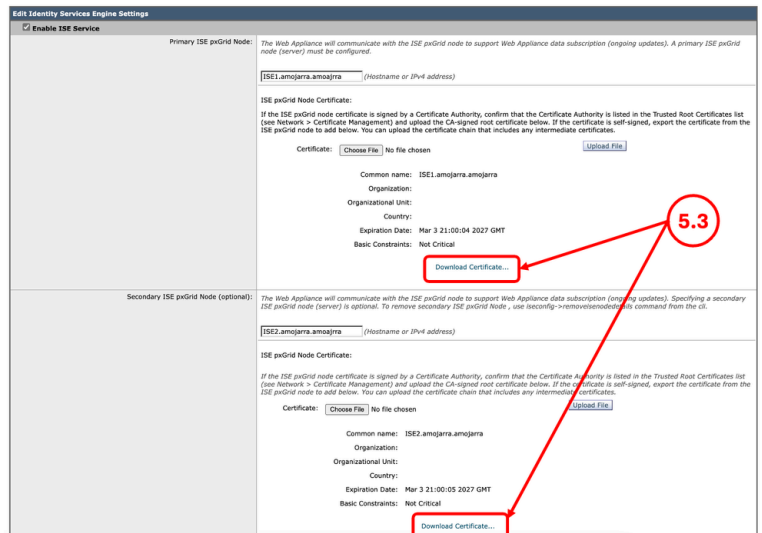 Edit Identity Services Engine Settings
Enable ISE Service
Primary ISE pxGrid Node:
The Web Appliance will communicate with the ISE pxGrid node to support Web Appliance data subscription (ongoing updates). A primary ISE pxGrid
node (server) must be configured.
ISE1.amojarra.amoajrra (Hostname or IPv4 address)
ISE pxGrid Node Certificate:
If the ISE pxGrid node certificate is signed by a Certificate Authority, confirm that the Certificate Authority is listed in the Trusted Root Certificates list
(see Network > Certificate Management) and upload the CA-signed root certificate below. If the certificate is self-signed, export the certificate from the
ISE pxGrid node to add below. You can upload the certificate chain that includes any intermediate certificates.
Certificate: Choose File No file chosen Upload File
Common name: ISE1.amojarra.amojarra
Organization:
Organizational Unit:
Country:
Expiration Date: Mar 3 21:00:04 2027 GMT
Basic Constraints: Not Critical
Download Certificate...
5.3
Secondary ISE pxGrid Node (optional):
The Web Appliance will communicate with the ISE pxGrid node to support Web Appliance data subscription (ongoing updates). Specifying a secondary
ISE pxGrid node (server) is optional. To remove secondary ISE pxGrid Node , use iseconfig->removeisenodedetails command from the cli.
ISE2.amojarra.amoajrra (Hostname or IPv4 address)
ISE pxGrid Node Certificate:
If the ISE pxGrid node certificate is signed by a Certificate Authority, confirm that the Certificate Authority is listed in the Trusted Root Certificates list
(see Network > Certificate Management) and upload the CA-signed root certificate below. If the certificate is self-signed, export the certificate from the
ISE pxGrid node to add below. You can upload the certificate chain that includes any intermediate certificates.
Certificate: Choose File No file chosen Upload File
Common name: ISE2.amojarra.amojarra
Organization:
Organizational Unit:
Country:
Expiration Date: Mar 3 21:00:05 2027 GMT
Basic Constraints: Not Critical
Download Certificate...